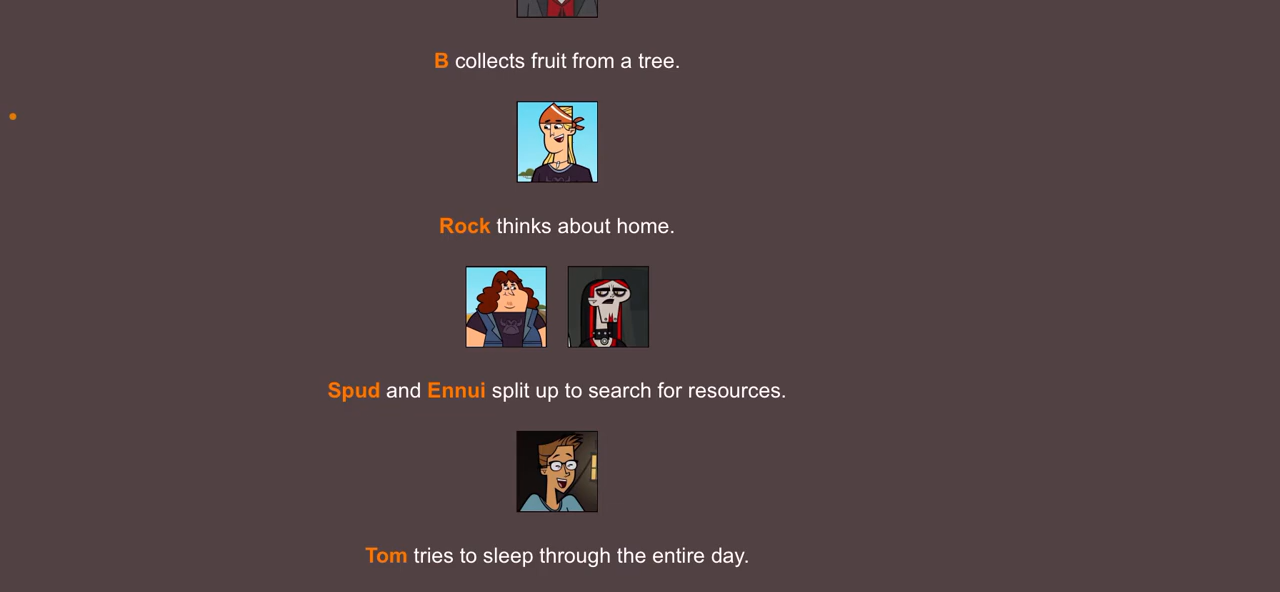 B collects fruit from a tree.
Rock thinks about home.
Spud and Ennui split up to search for resources.
Tom tries to sleep through the entire day.